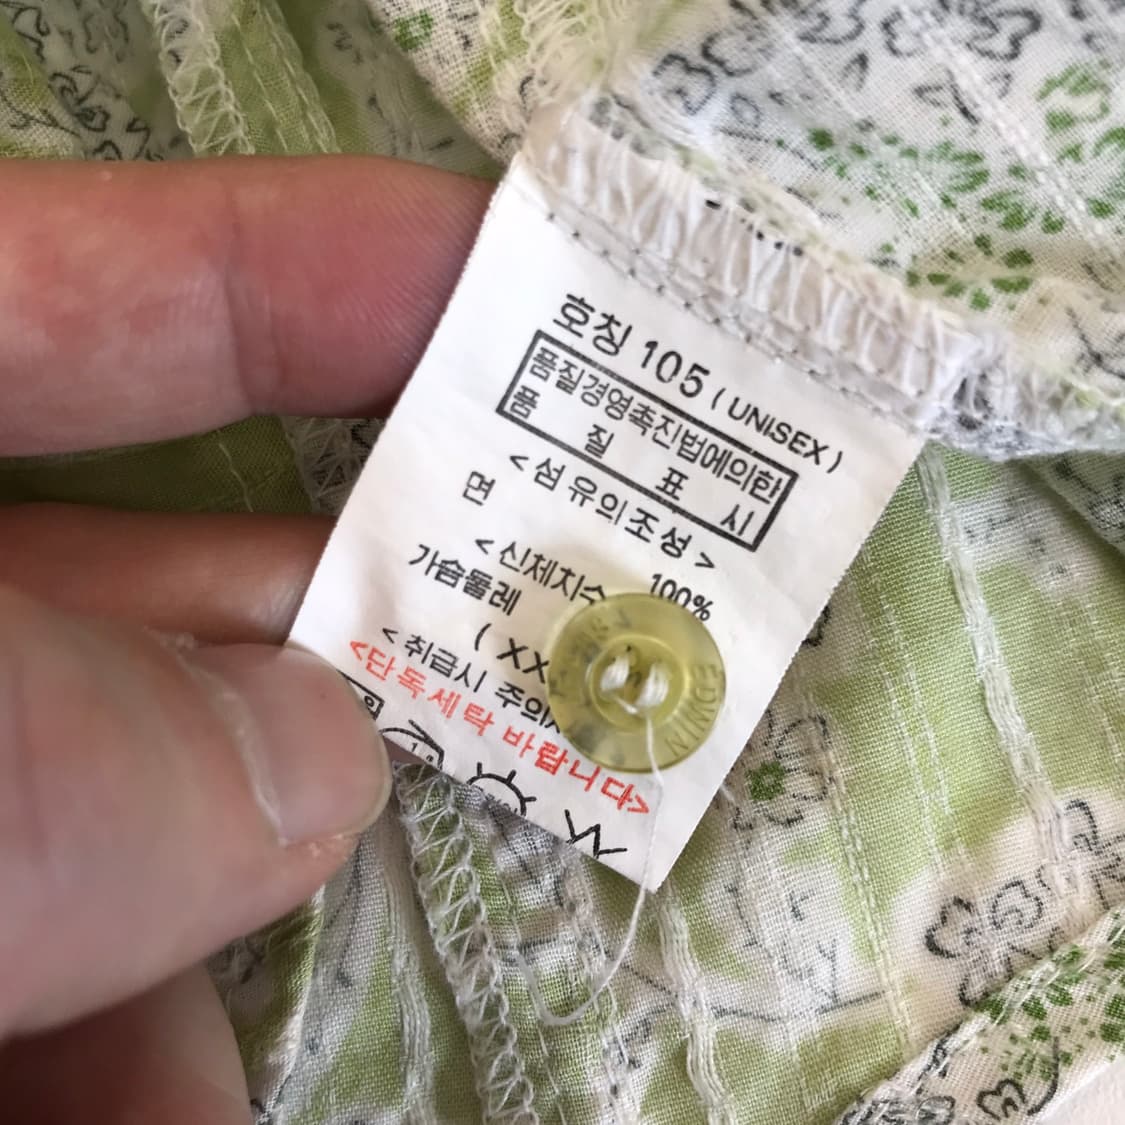 호칭 105 (UNISEX)
품질경영촉진법에의한
품 질 표 시
<섬유의조성>
면 100%
<신체치수
가슴둘레
(XX
<취급시 주의
<단독세탁 바랍니다>
EDWIN